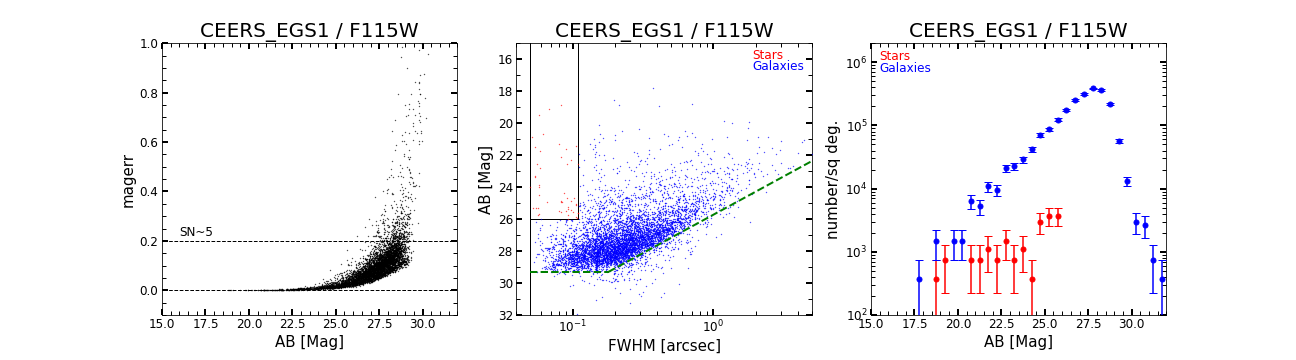 CEERS_EGS1 / F115W
1.0
0.8
0.6
0.4
0.2
0.0
magerr
SN~5
15.0 17.5 20.0 22.5 25.0 27.5 30.0
AB [Mag]
CEERS_EGS1 / F115W
16
18
20
22
24
26
28
30
32
AB [Mag]
Stars
Galaxies
10⁻¹ 10⁰
FWHM [arcsec]
CEERS_EGS1 / F115W
Stars
Galaxies
10⁶
10⁵
10⁴
10³
10²
number/sq deg.
15.0 17.5 20.0 22.5 25.0 27.5 30.0
AB [Mag]